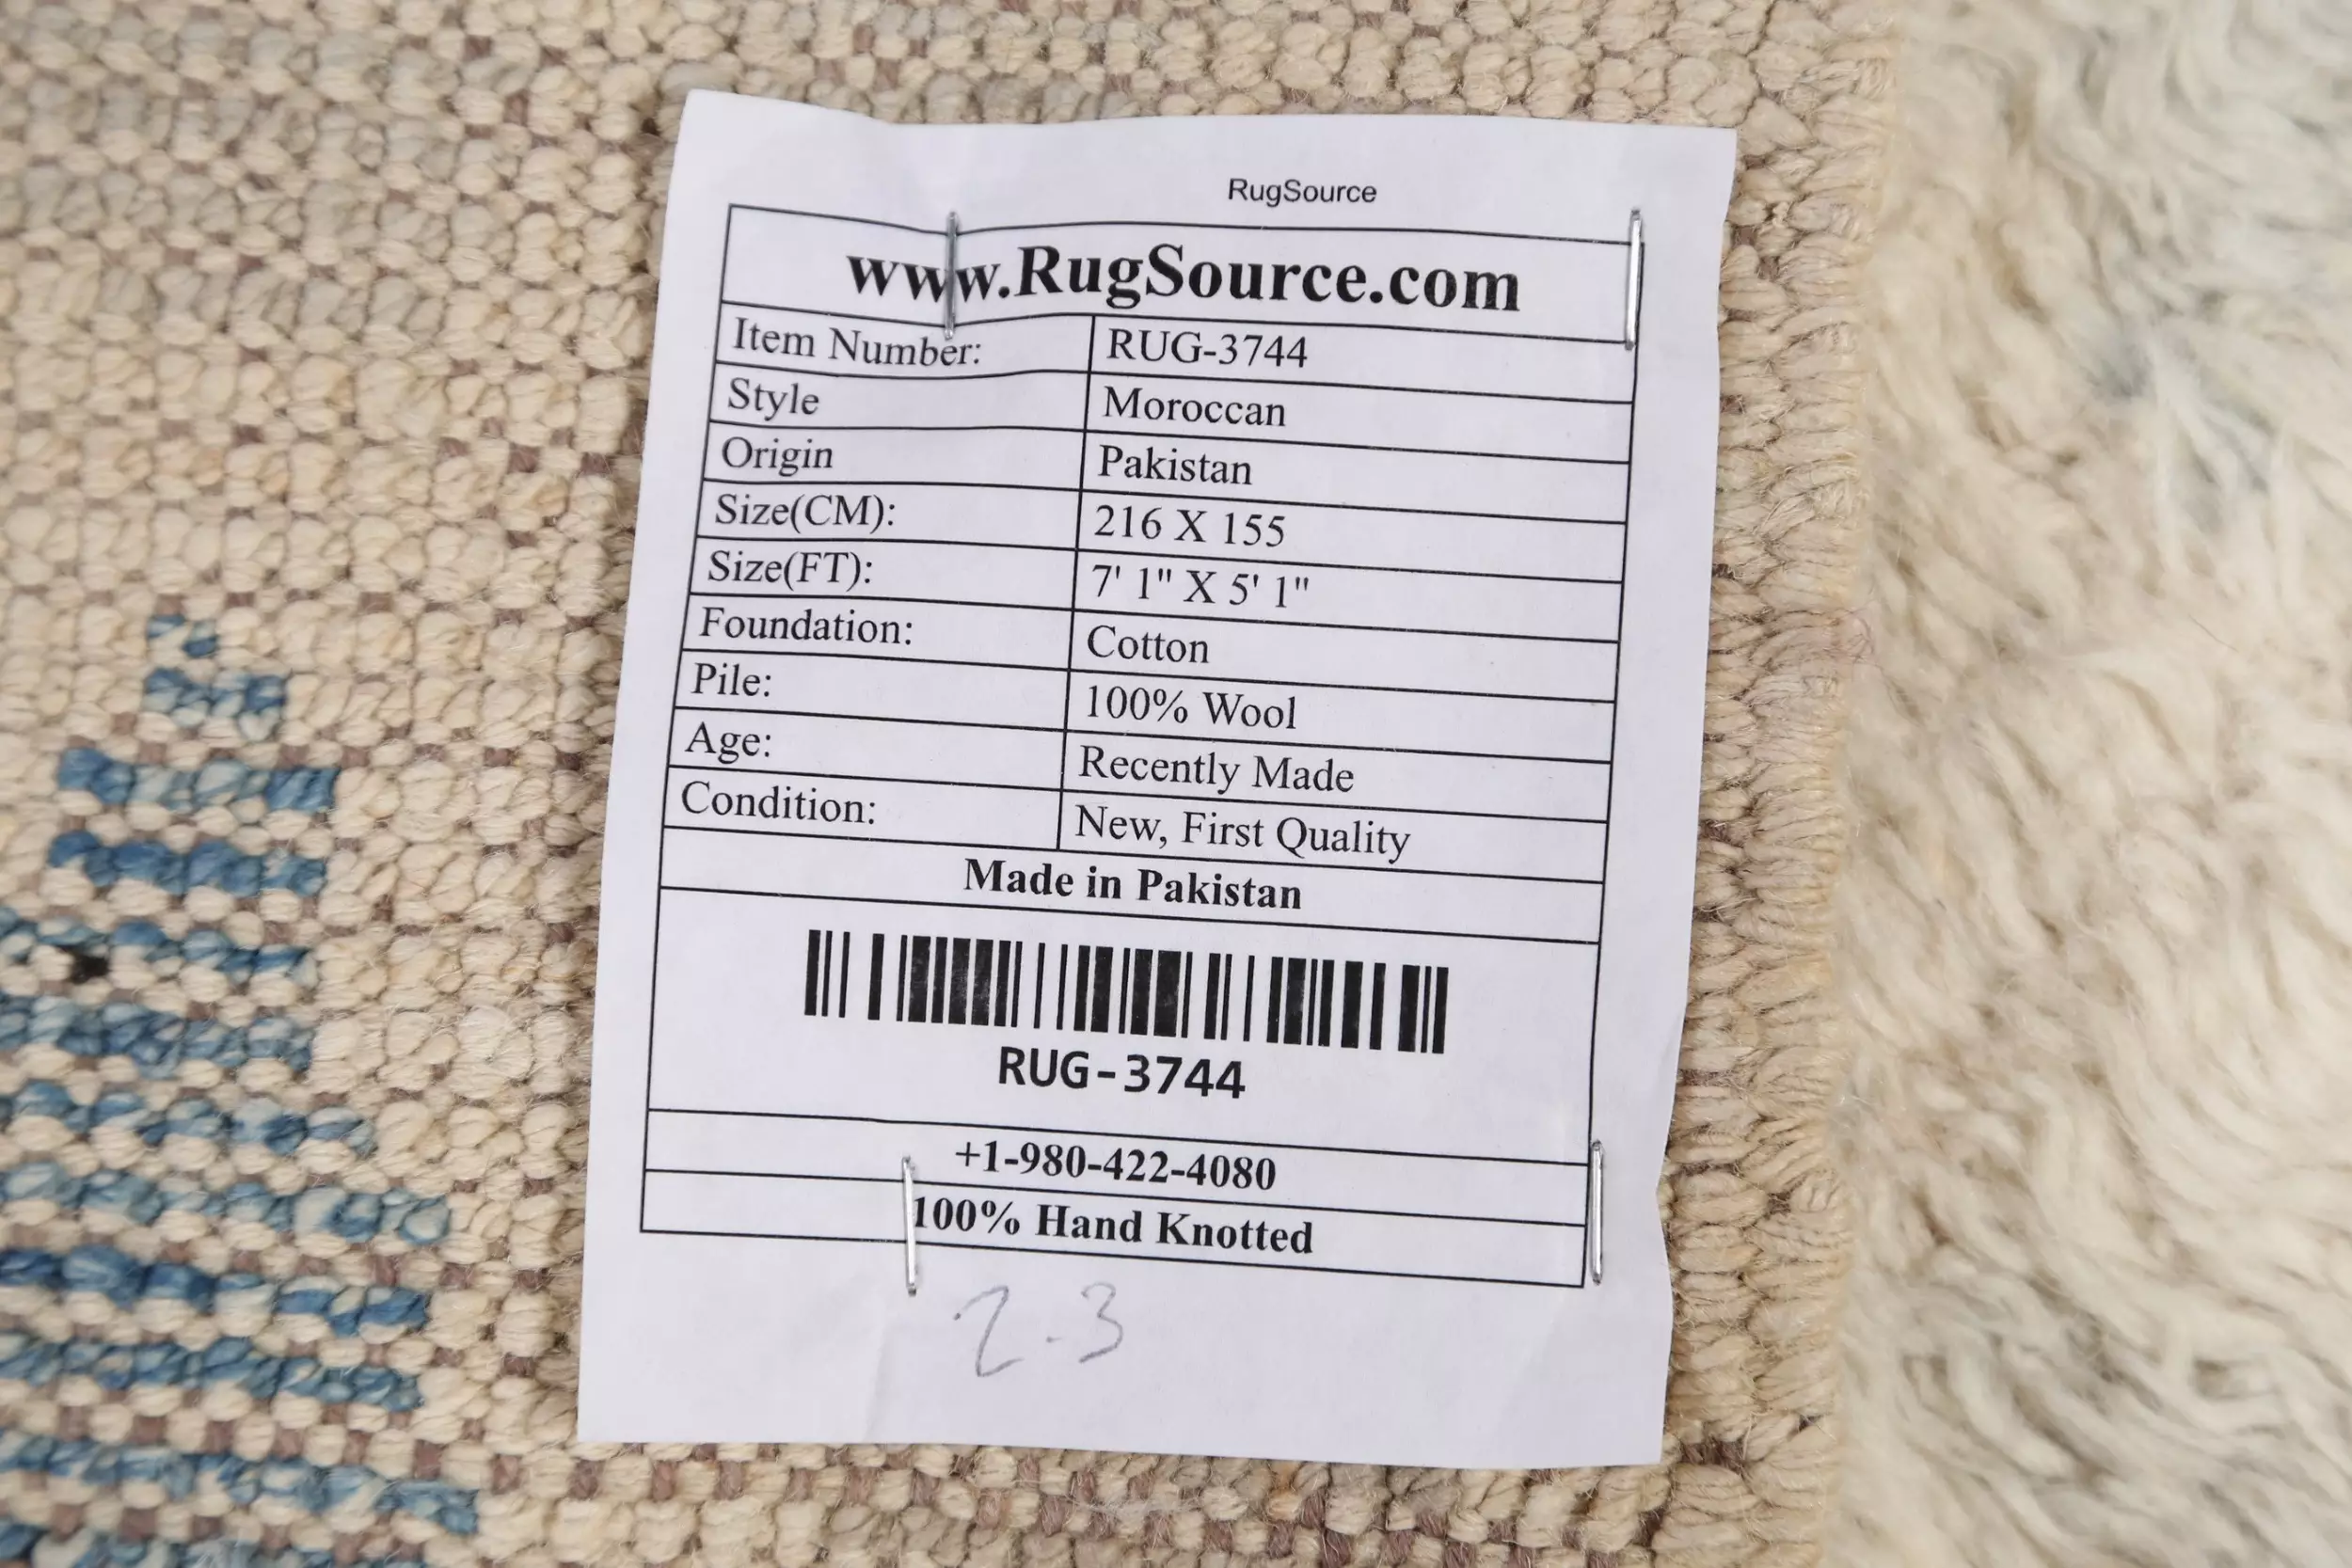 RugSource
www.RugSource.com
Item Number: RUG-3744
Style Moroccan
Origin Pakistan
Size(CM): 216 X 155
Size(FT): 7' 1" X 5' 1"
Foundation: Cotton
Pile: 100% Wool
Age: Recently Made
Condition: New, First Quality
Made in Pakistan
RUG-3744
+1-980-422-4080
100% Hand Knotted
2.3